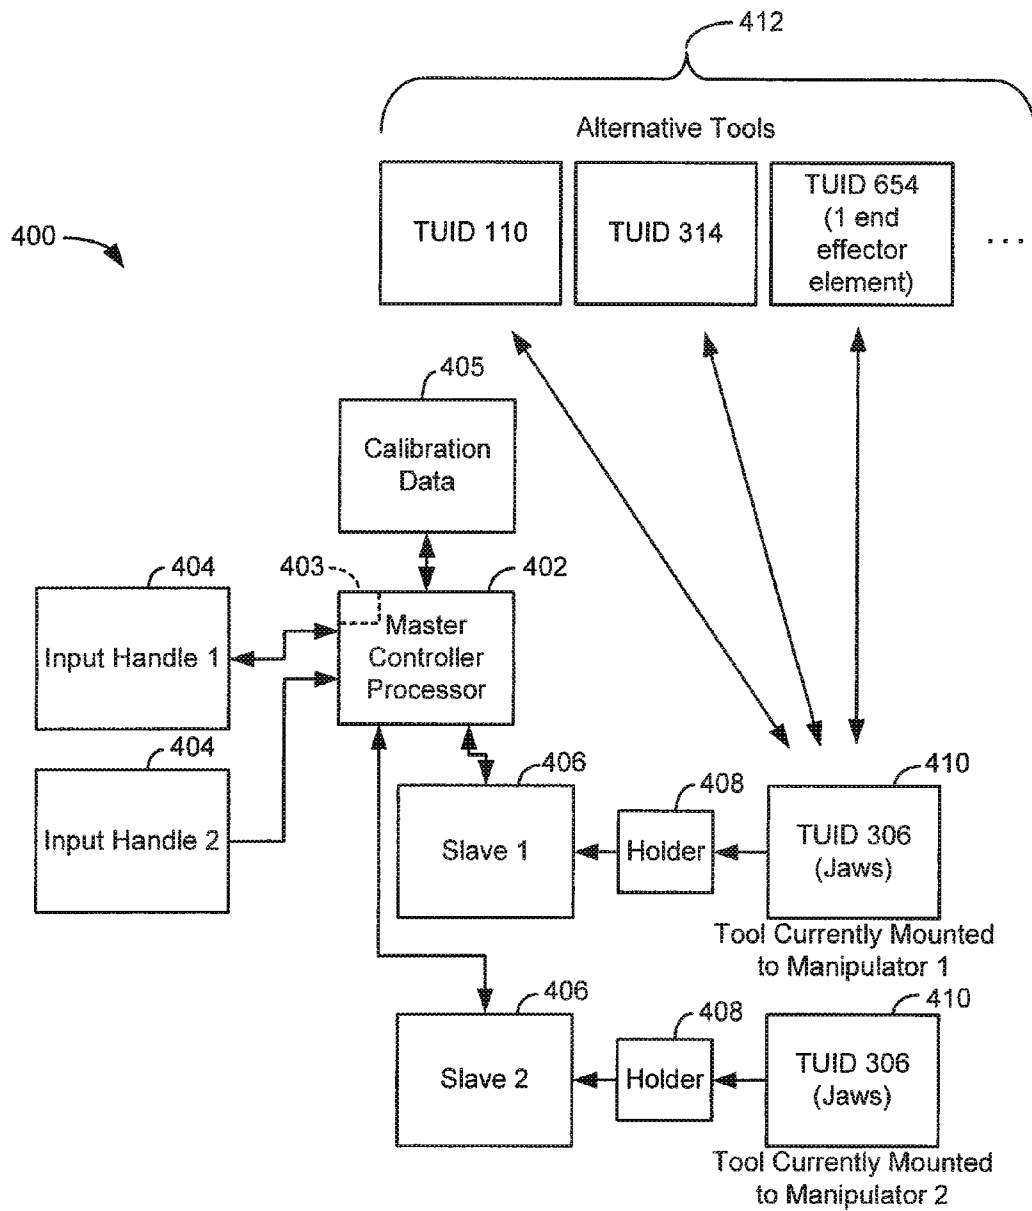 412
Alternative Tools
TUID 110
TUID 314
TUID 654
(1 end
effector
element)
...
400
405
Calibration
Data
404
403
402
Input Handle 1
Master
Controller
Processor
404
Input Handle 2
406
Slave 1
408
Holder
410
TUID 306
(Jaws)
Tool Currently Mounted
to Manipulator 1
406
Slave 2
408
Holder
410
TUID 306
(Jaws)
Tool Currently Mounted
to Manipulator 2